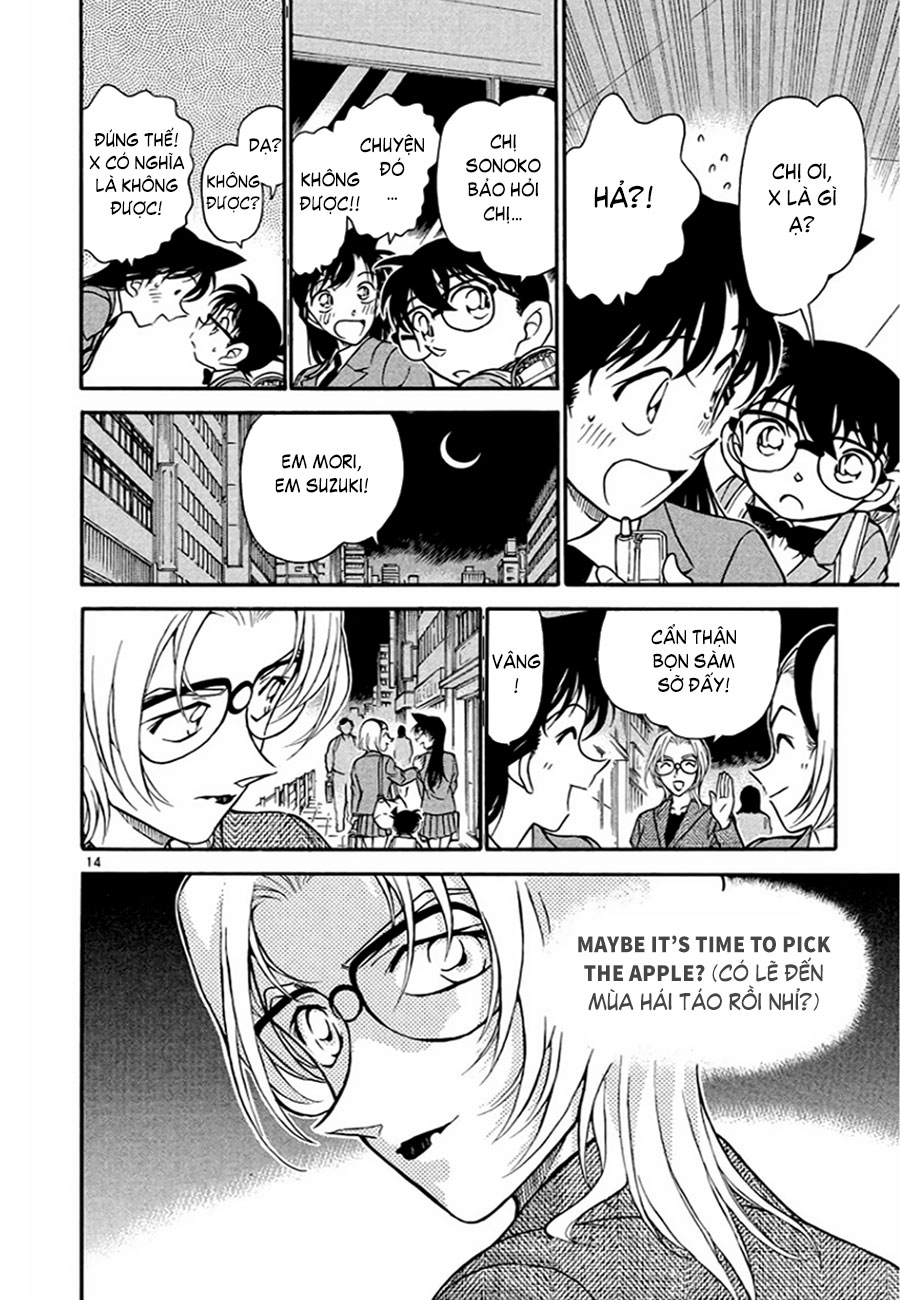 CHỊ ƠI,
X LÀ GÌ
Ạ?
HẢ?!
CHỊ
SONOKO
BẢO HỎI
CHỊ...
CHUYỆN
ĐÓ
...
KHÔNG
ĐƯỢC!!
DẠ?
KHÔNG
ĐƯỢC?
ĐÚNG THẾ!
X CÓ NGHĨA
LÀ KHÔNG
ĐƯỢC!
EM MORI,
EM SUZUKI!
CẨN THẬN
BỌN SÀM
SỠ ĐẤY!
VÂNG
!
14
MAYBE IT'S TIME TO PICK
THE APPLE? (CÓ LẼ ĐẾN
MÙA HÁI TÁO RỒI NHỈ?)